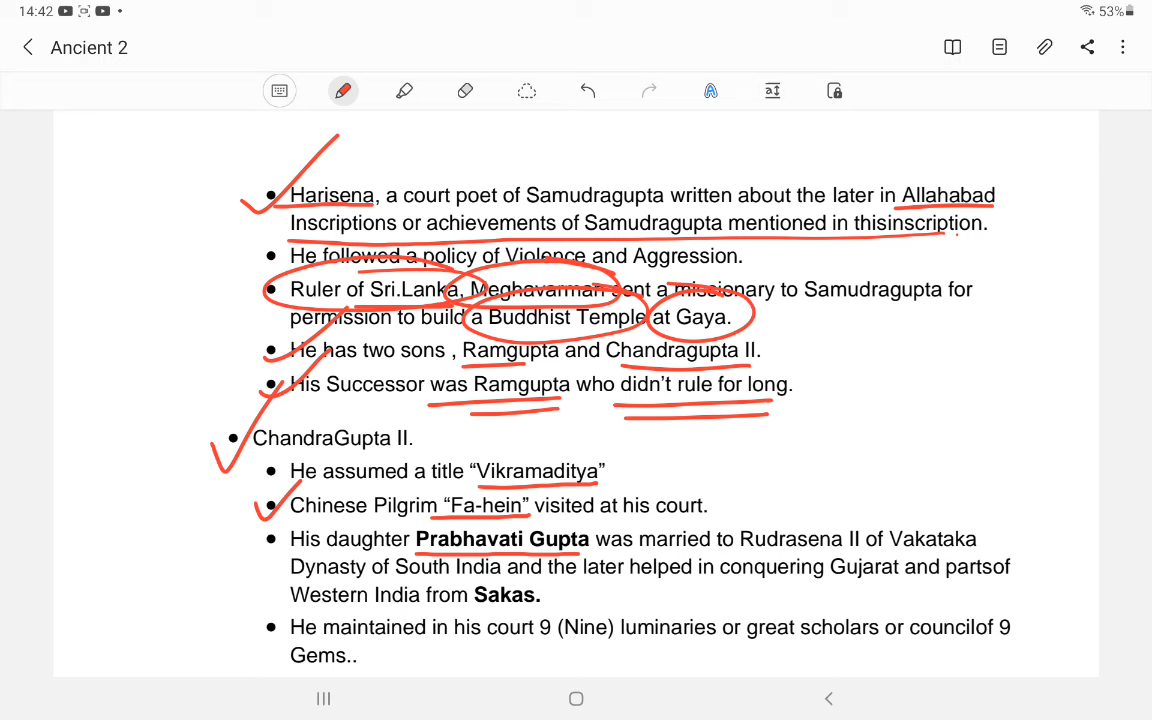 14:42
53%
Ancient 2
Harisena, a court poet of Samudragupta written about the later in Allahabad
Inscriptions or achievements of Samudragupta mentioned in thisinscription.
He followed a policy of Violence and Aggression.
Ruler of Sri.Lanka, Meghavarman sent a missionary to Samudragupta for
permission to build a Buddhist Temple at Gaya.
He has two sons , Ramgupta and Chandragupta II.
His Successor was Ramgupta who didn't rule for long.
ChandraGupta II.
He assumed a title “Vikramaditya”
Chinese Pilgrim “Fa-hein” visited at his court.
His daughter Prabhavati Gupta was married to Rudrasena II of Vakataka
Dynasty of South India and the later helped in conquering Gujarat and partsof
Western India from Sakas.
He maintained in his court 9 (Nine) luminaries or great scholars or councilof 9
Gems..